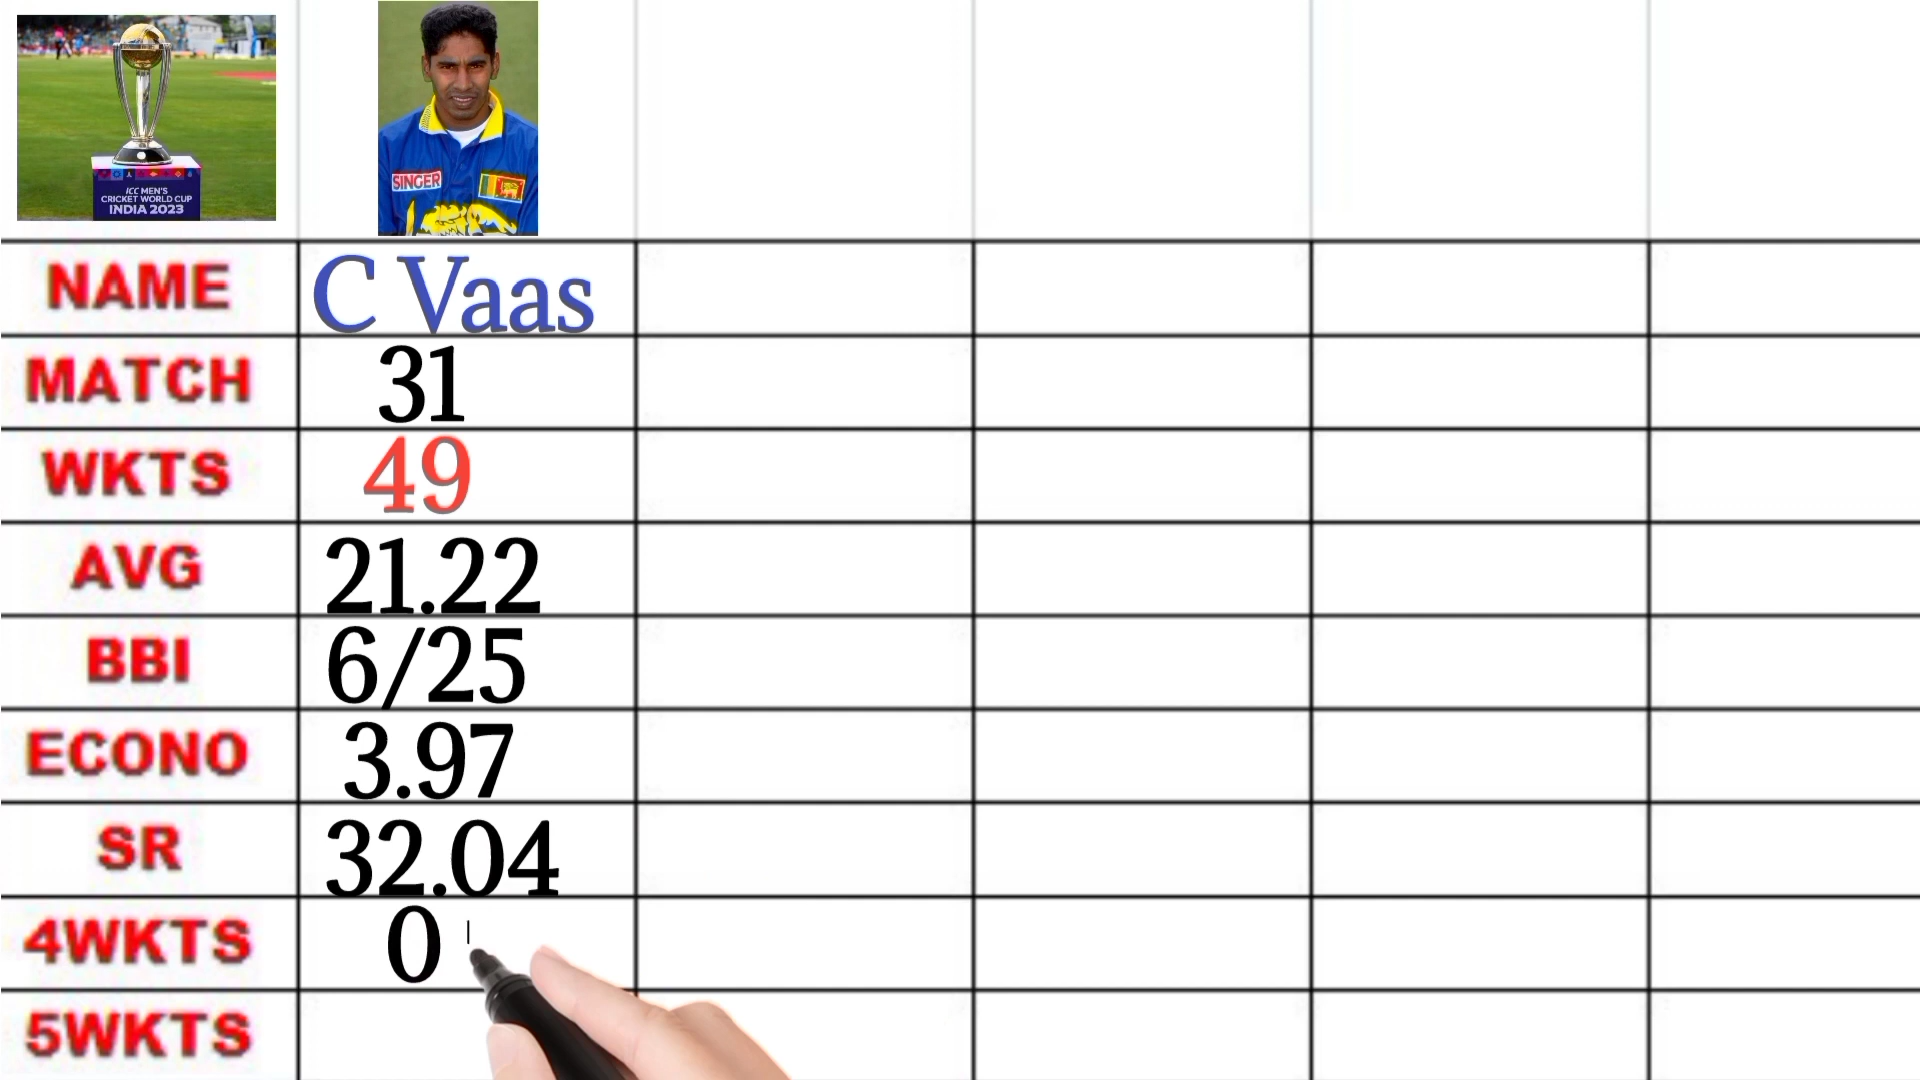 ICC MEN'S
CRICKET WORLD CUP
INDIA 2023
SINGER
NAME C Vaas
MATCH 31
WKTS 49
AVG 21.22
BBI 6/25
ECONO 3.97
SR 32.04
4WKTS 0
5WKTS